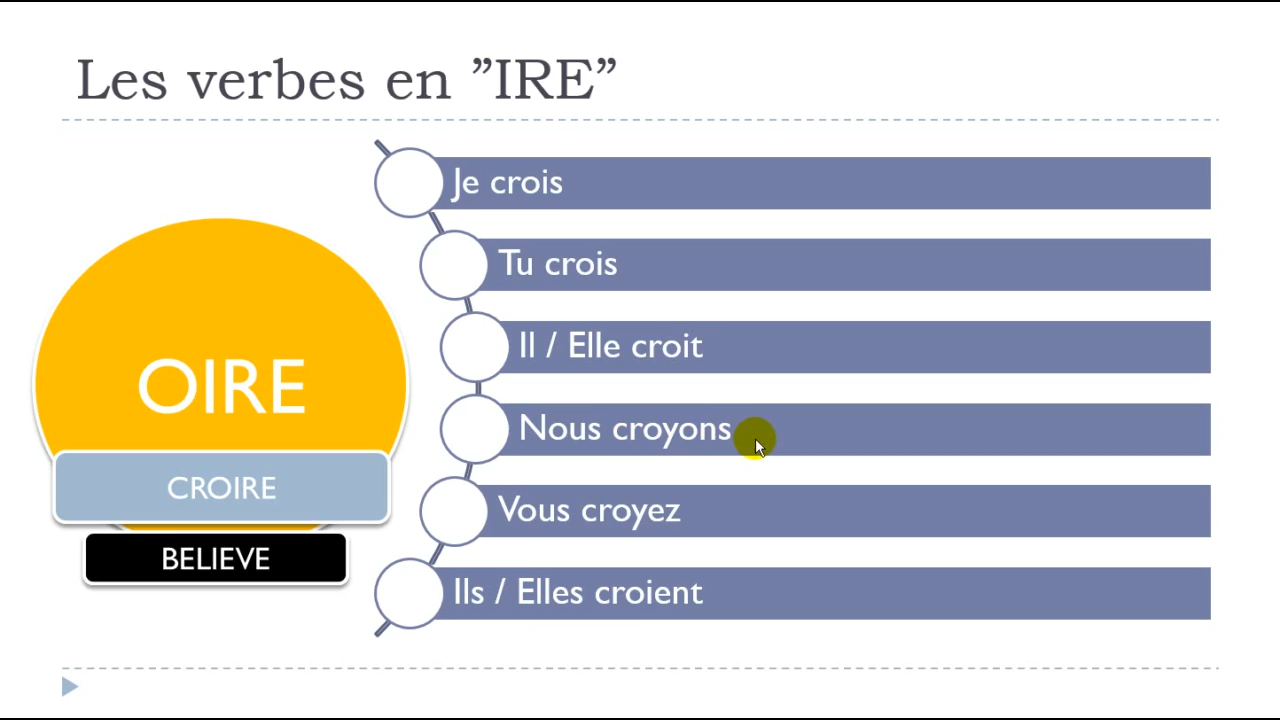 Les verbes en ”IRE”
Je crois
Tu crois
Il / Elle croit
Nous croyons
Vous croyez
Ils / Elles croient
OIRE
CROIRE
BELIEVE